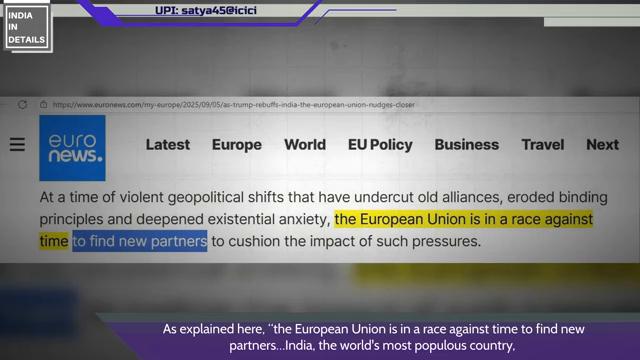 INDIA
IN
DETAILS
UPI: satya45@icici
https://www.euronews.com/my-europe/2025/09/05/as-trump-rebuffs-india-the-european-union-nudges-closer
euro
news.
Latest Europe World EU Policy Business Travel Next
At a time of violent geopolitical shifts that have undercut old alliances, eroded binding
principles and deepened existential anxiety, the European Union is in a race against
time to find new partners to cushion the impact of such pressures.
As explained here, “the European Union is in a race against time to find new
partners...India, the world's most populous country,